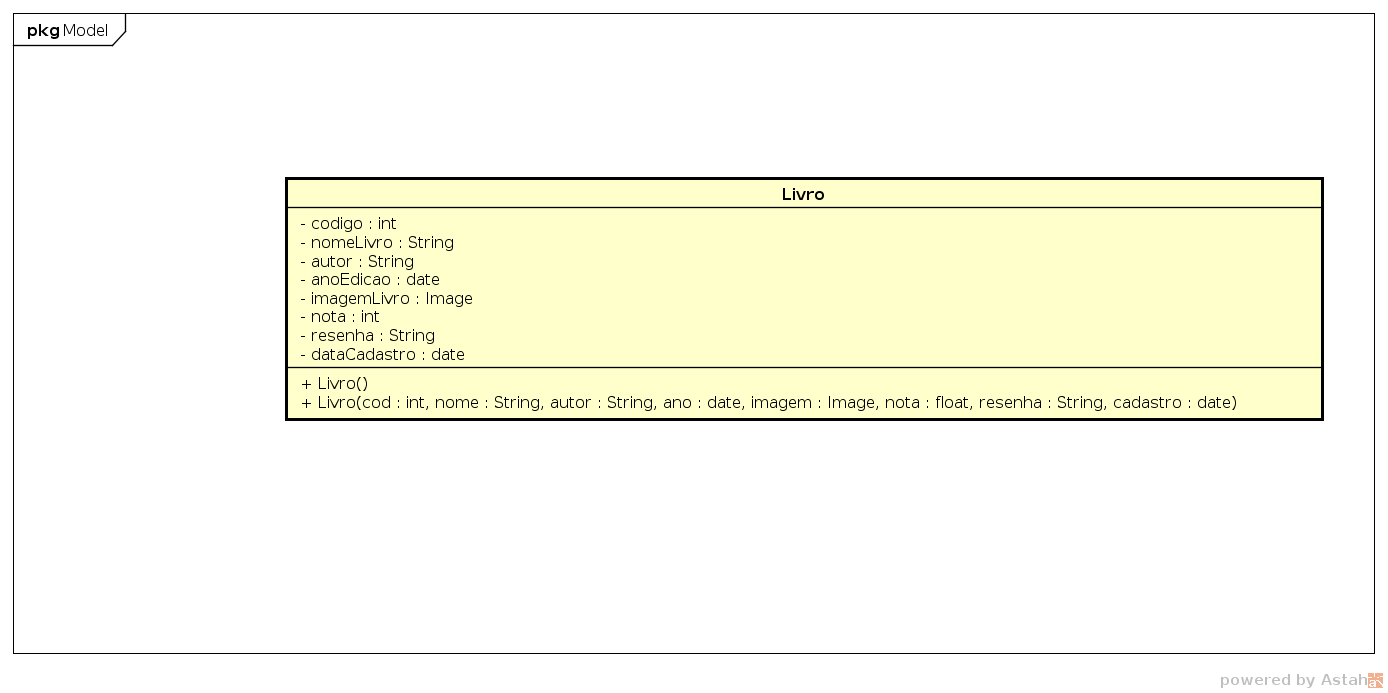 pkg Model
Livro
- codigo : int
- nomeLivro : String
- autor : String
- anoEdicao : date
- imagemLivro : Image
- nota : int
- resenha : String
- dataCadastro : date
+ Livro()
+ Livro(cod : int, nome : String, autor : String, ano : date, imagem : Image, nota : float, resenha : String, cadastro : date)
powered by Astah